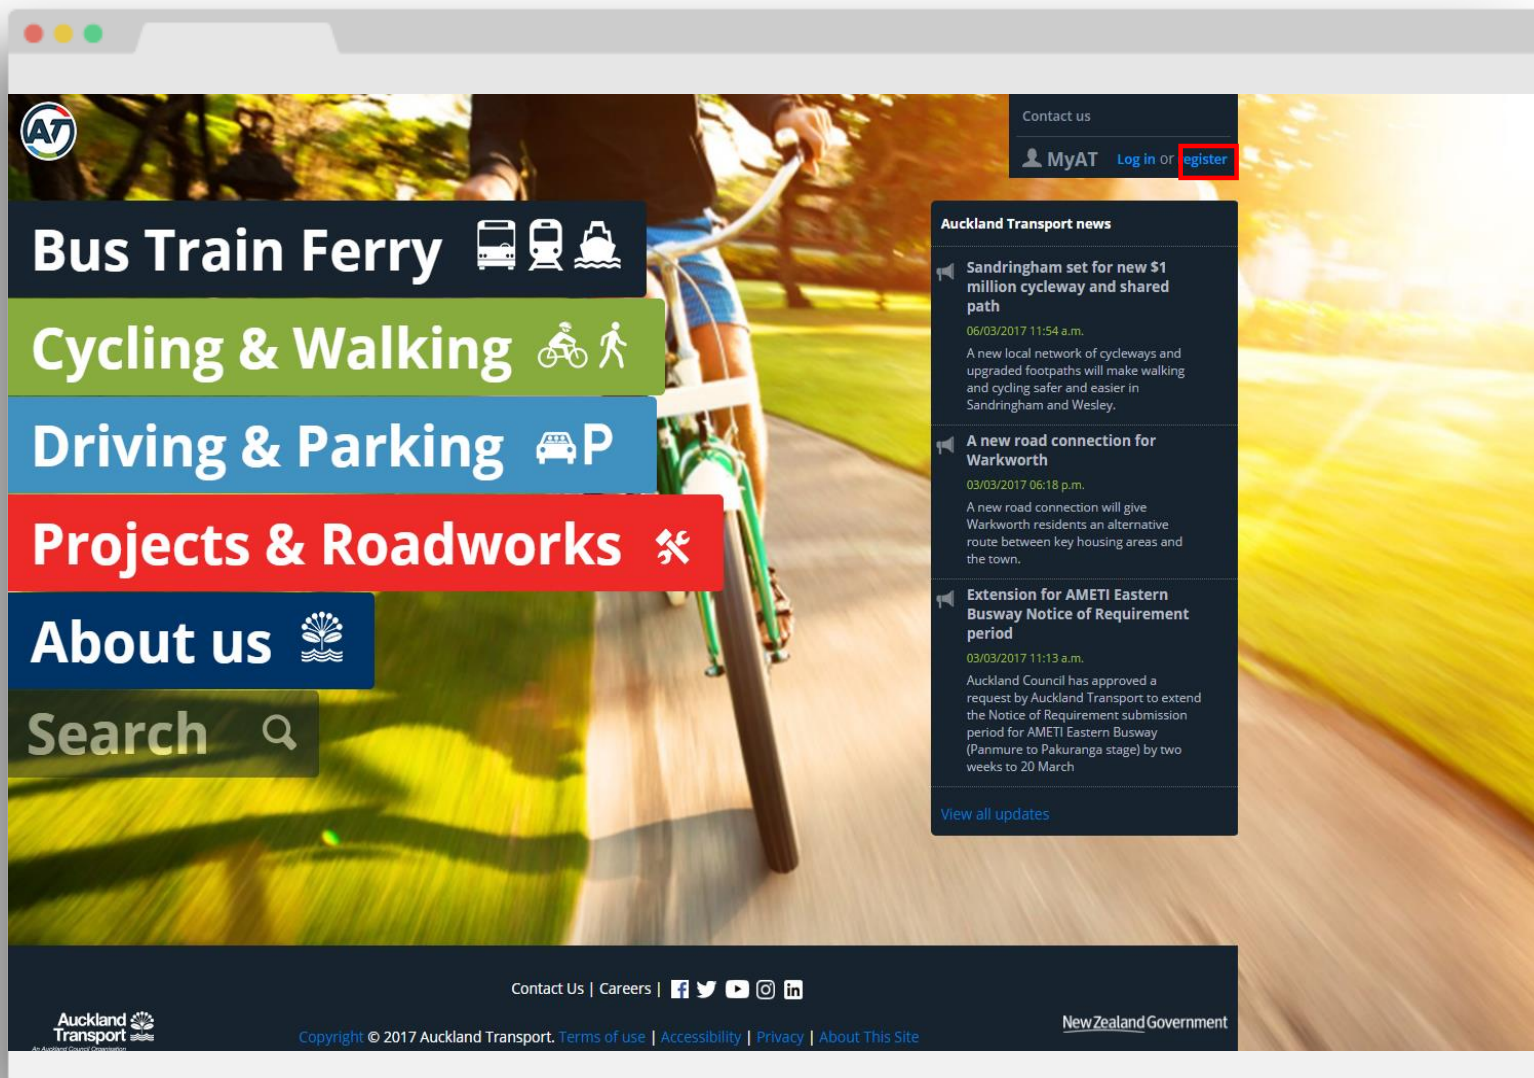 AT
Contact us
MyAT Log in or register
Bus Train Ferry
Cycling & Walking
Driving & Parking P
Projects & Roadworks
About us
Search
Auckland Transport news
Sandringham set for new $1
million cycleway and shared
path
06/03/2017 11:54 a.m.
A new local network of cycleways and
upgraded footpaths will make walking
and cycling safer and easier in
Sandringham and Wesley.
A new road connection for
Warkworth
03/03/2017 06:18 p.m.
A new road connection will give
Warkworth residents an alternative
route between key housing areas and
the town.
Extension for AMETI Eastern
Busway Notice of Requirement
period
03/03/2017 11:13 a.m.
Auckland Council has approved a
request by Auckland Transport to extend
the Notice of Requirement submission
period for AMETI Eastern Busway
(Panmure to Pakuranga stage) by two
weeks to 20 March
View all updates
Contact Us | Careers |
Auckland
Transport
An Auckland Council Organisation
Copyright © 2017 Auckland Transport. Terms of use | Accessibility | Privacy | About This Site
New Zealand Government